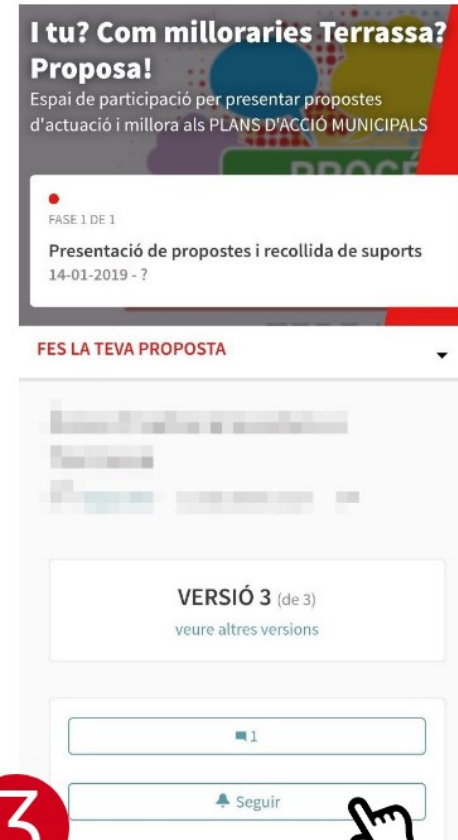 I tu? Com milloraries Terrassa?
Proposa!
Espai de participació per presentar propostes
d'actuació i millora als PLANS D'ACCIÓ MUNICIPALS
FASE 1 DE 1
Presentació de propostes i recollida de suports
14-01-2019 - ?
FES LA TEVA PROPOSTA
VERSIÓ 3 (de 3)
veure altres versions
1
Seguir
3